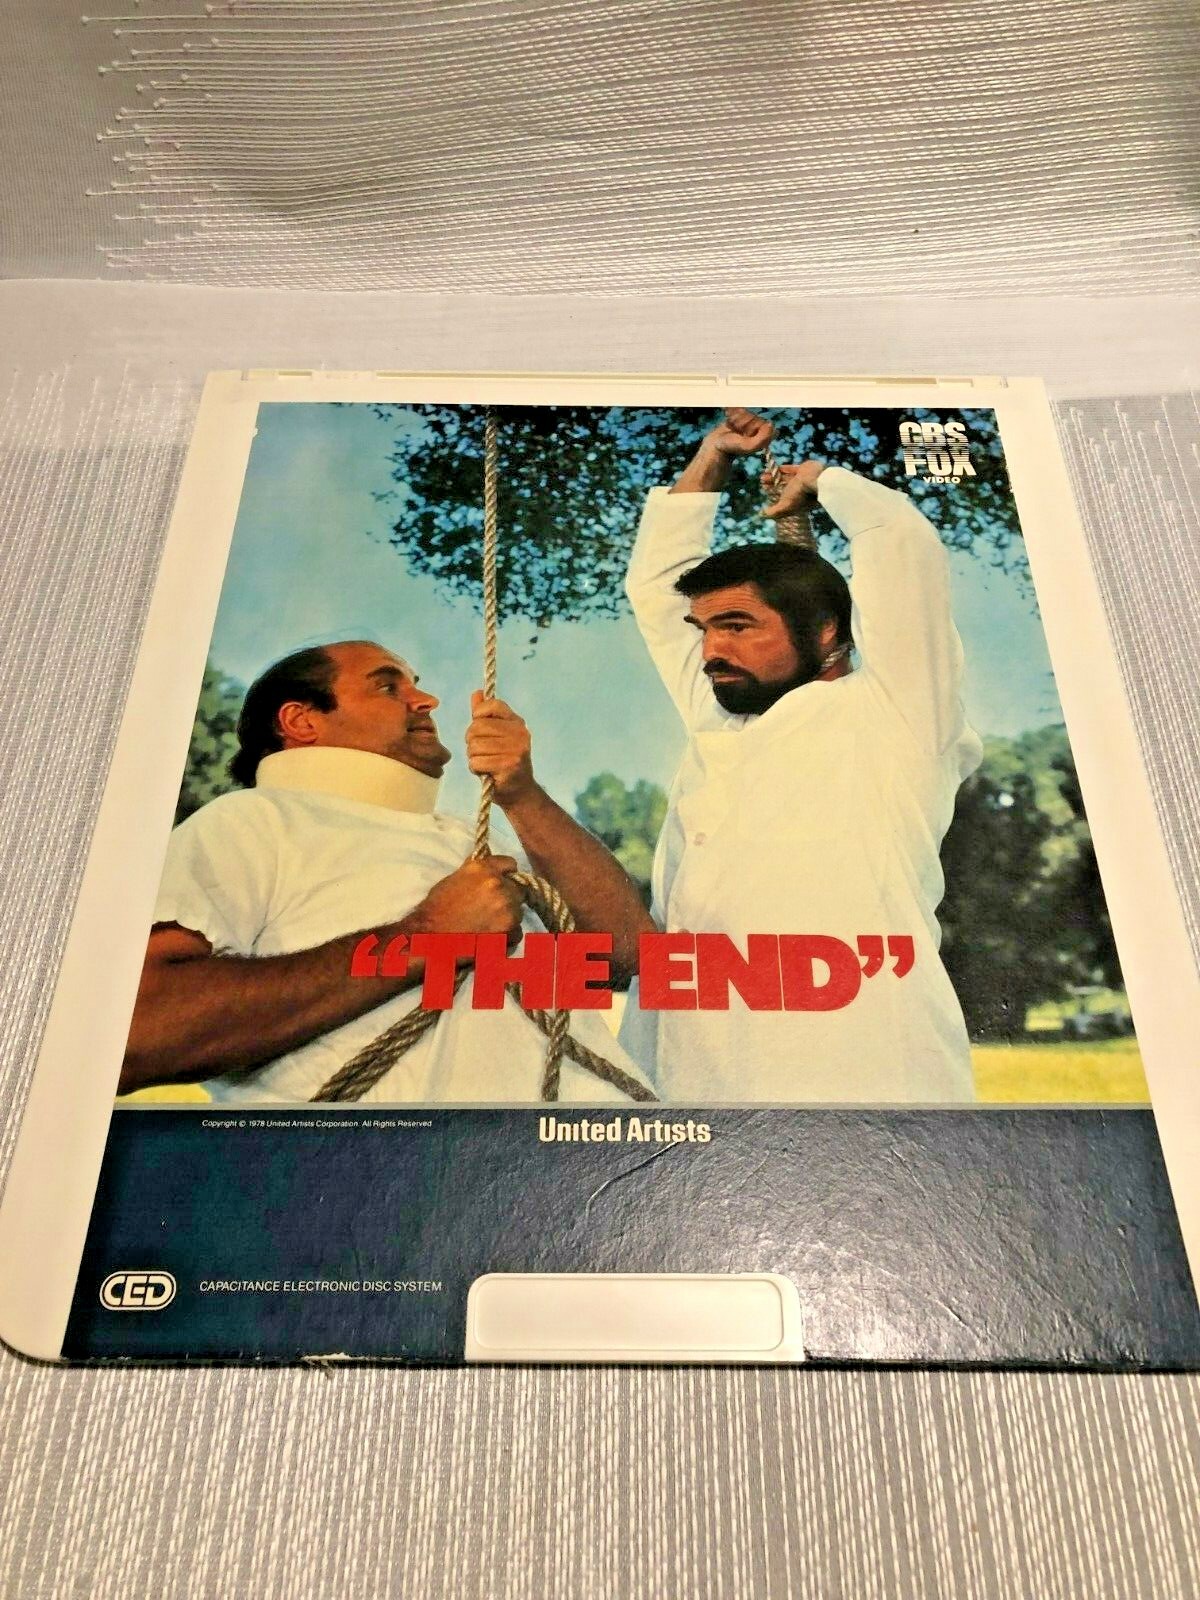 CBS
FOX
VIDEO
“THE END”
Copyright © 1978 United Artists Corporation. All Rights Reserved
United Artists
CED
CAPACITANCE ELECTRONIC DISC SYSTEM